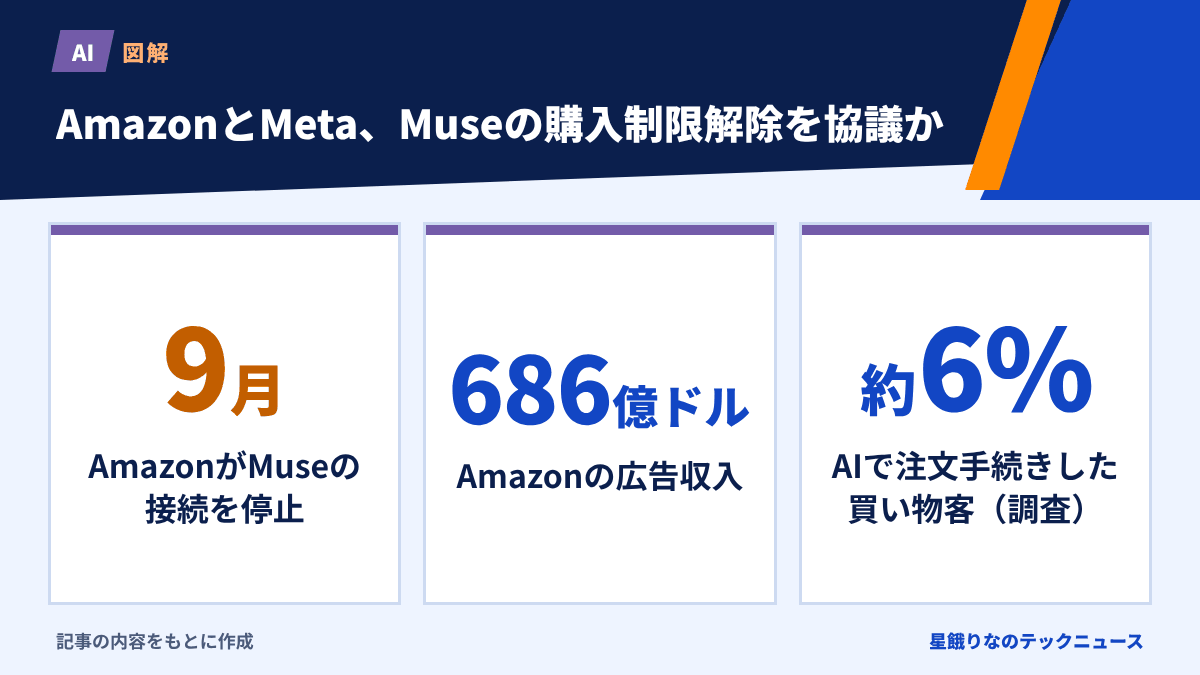 AI 図解
AmazonとMeta、Museの購入制限解除を協議か
9月
AmazonがMuseの
接続を停止
686億ドル
Amazonの広告収入
約6%
AIで注文手続きした
買い物客（調査）
記事の内容をもとに作成
星餓りなのテックニュース